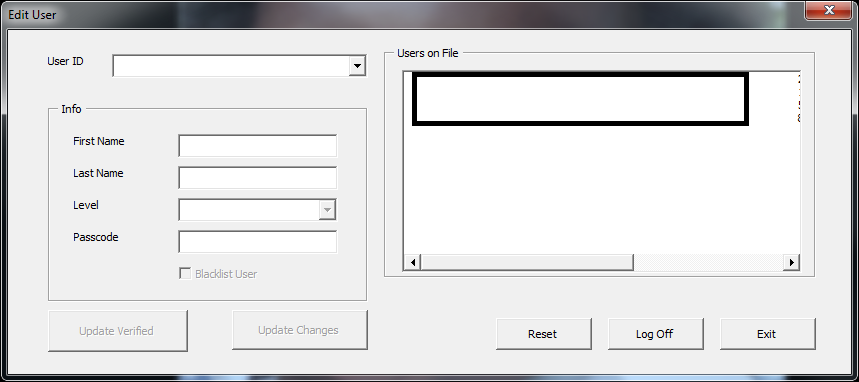 Edit User
User ID
Users on File
Info
First Name
Last Name
Level
Passcode
Blacklist User
Update Verified
Update Changes
Reset
Log Off
Exit